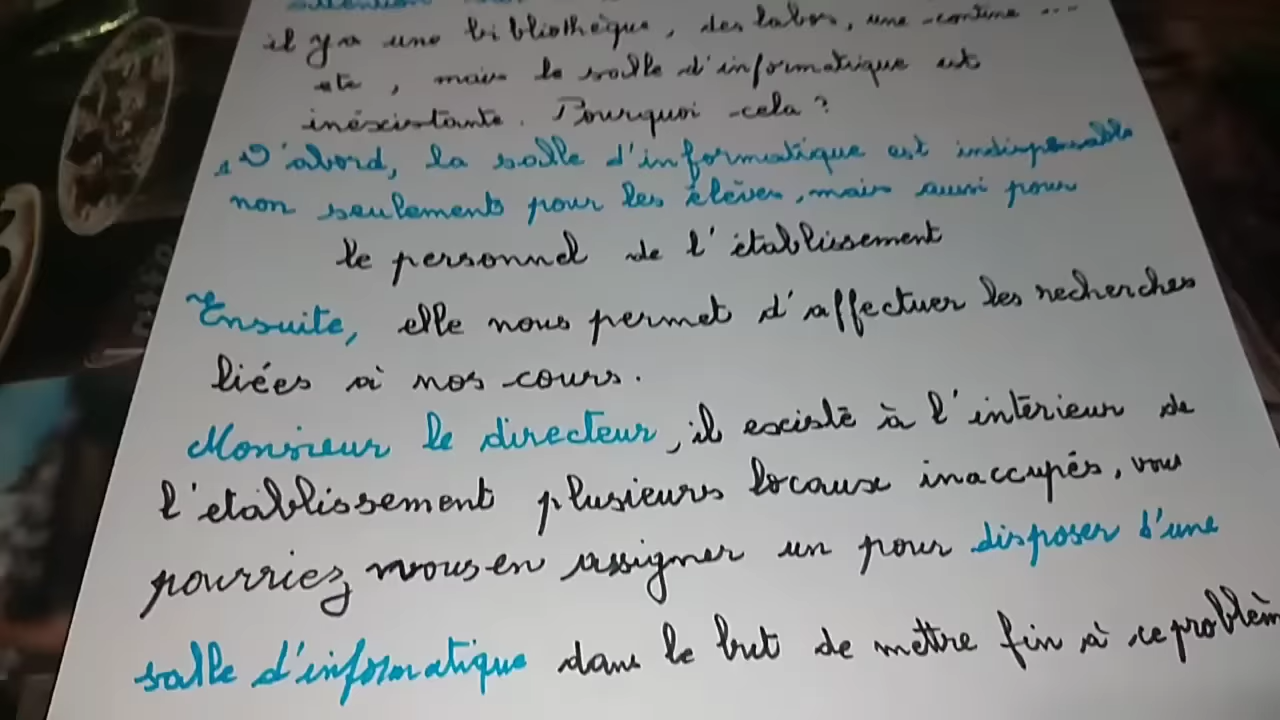 il y a une bibliothèque, des labos, une cantine ...
etc, mais la salle d'informatique est
inéxistante. Pourquoi cela ?
D'abord, la salle d'informatique est indispensable
non seulements pour les élèves, mais aussi pour
le personnel de l'établissement
Ensuite, elle nous permet d'affectuer les recherches
liées à nos cours.
Monsieur le directeur, il existe à l'intérieur de
l'etablissement plusieurs locaux inaccupés, vous
pourriez nous en assigner un pour disposer d'une
salle d'informatique dans le but de mettre fin à ce problèm